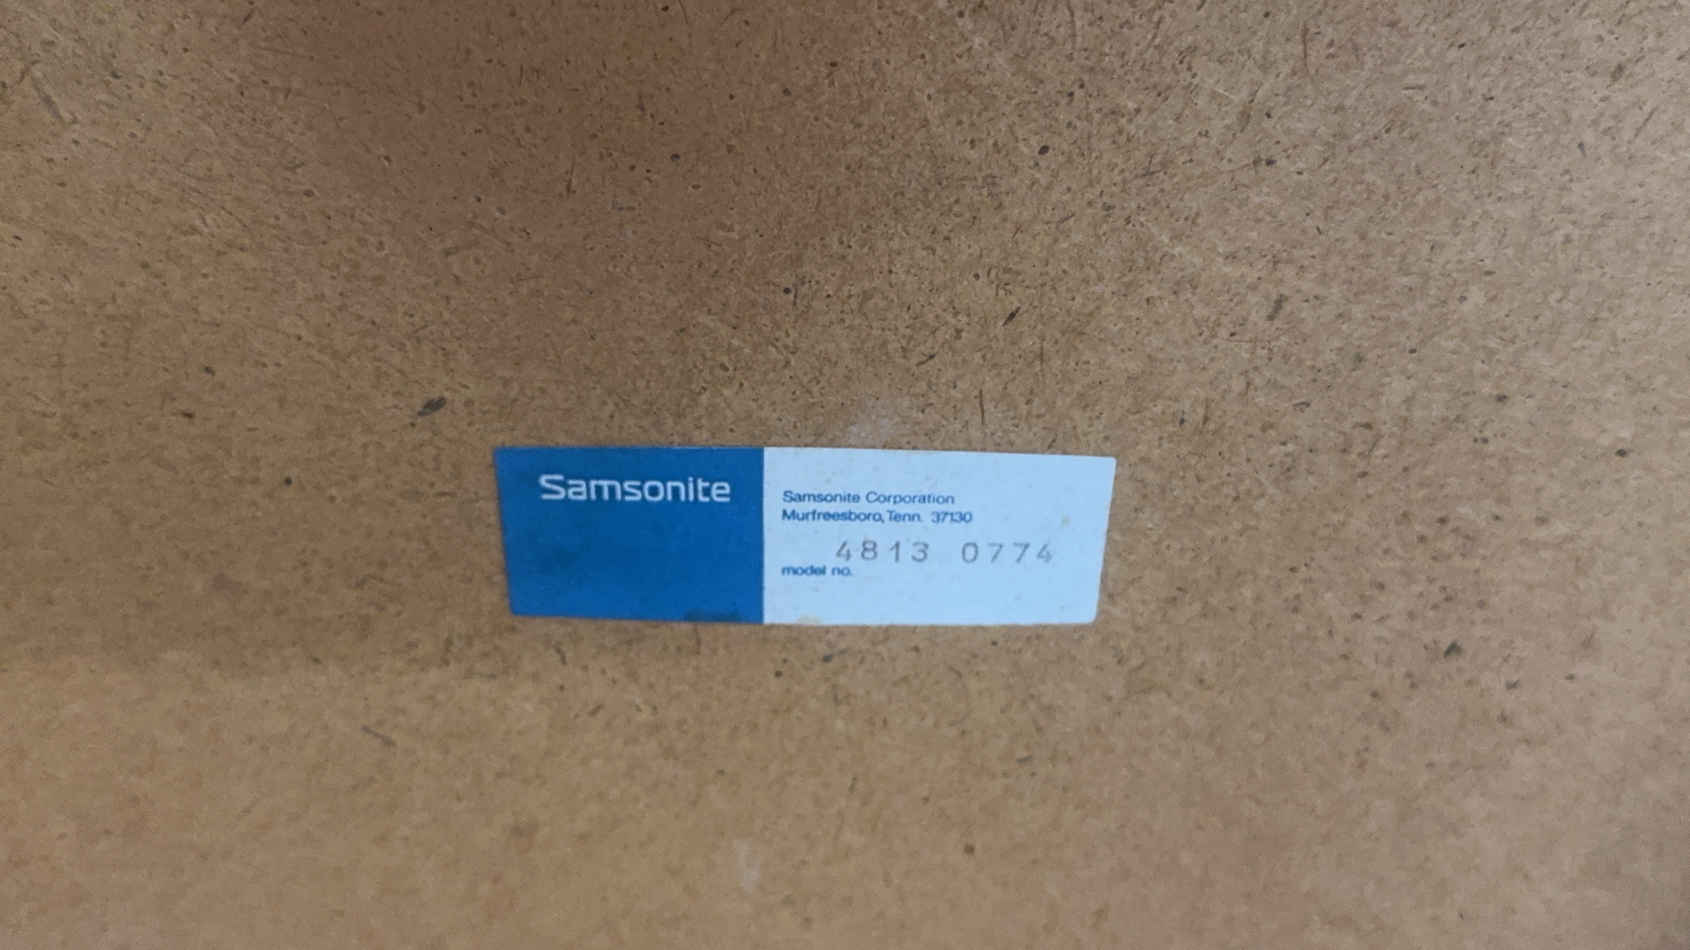 Samsonite
Samsonite Corporation
Murfreesboro, Tenn. 37130
4813 0774
model no.